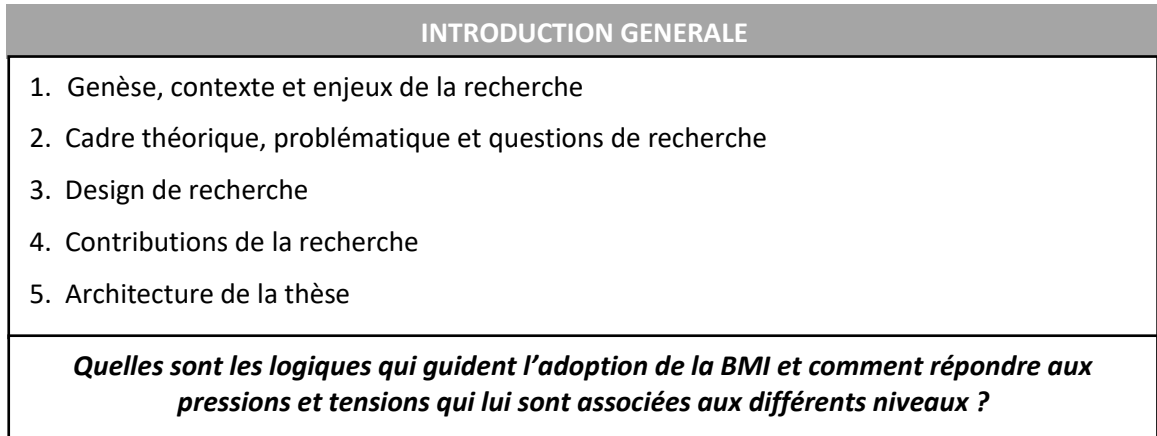 INTRODUCTION GENERALE
1. Genèse, contexte et enjeux de la recherche
2. Cadre théorique, problématique et questions de recherche
3. Design de recherche
4. Contributions de la recherche
5. Architecture de la thèse
Quelles sont les logiques qui guident l’adoption de la BMI et comment répondre aux
pressions et tensions qui lui sont associées aux différents niveaux ?